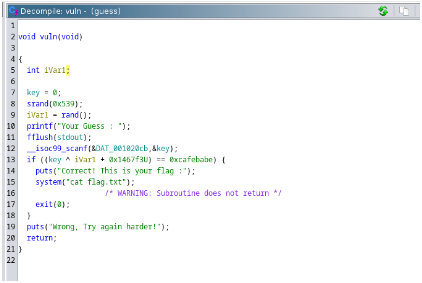 Decompile: vuln - (guess)
1
2 void vuln(void)
3
4 {
5 int iVar1;
6
7 key = 0;
8 srand(0x539);
9 iVar1 = rand();
10 printf("Your Guess : ");
11 fflush(stdout);
12 __isoc99_scanf(&DAT_001020cb,&key);
13 if ((key ^ iVar1 + 0x1467f3U) == 0xcafebabe) {
14 puts("Correct! This is your flag :");
15 system("cat flag.txt");
16 /* WARNING: Subroutine does not return */
17 exit(0);
18 }
19 puts("Wrong, Try again harder!");
20 return;
21 }
22